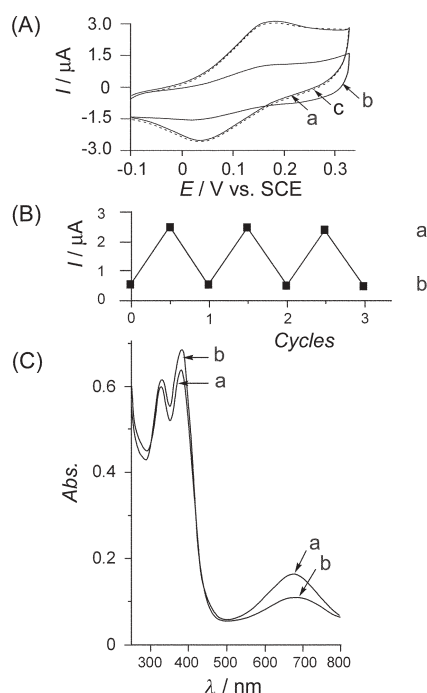 (A)
3.0
1.5
0
-1.5
-3.0
I / μA
a
c
b
-0.1
0
0.1
0.2
0.3
E / V vs. SCE
(B)
3
2
1
0
I / μA
a
b
0
1
2
3
Cycles
(C)
b
a
0.6
0.4
0.2
0
Abs.
a
b
300
400
500
600
700
800
λ / nm